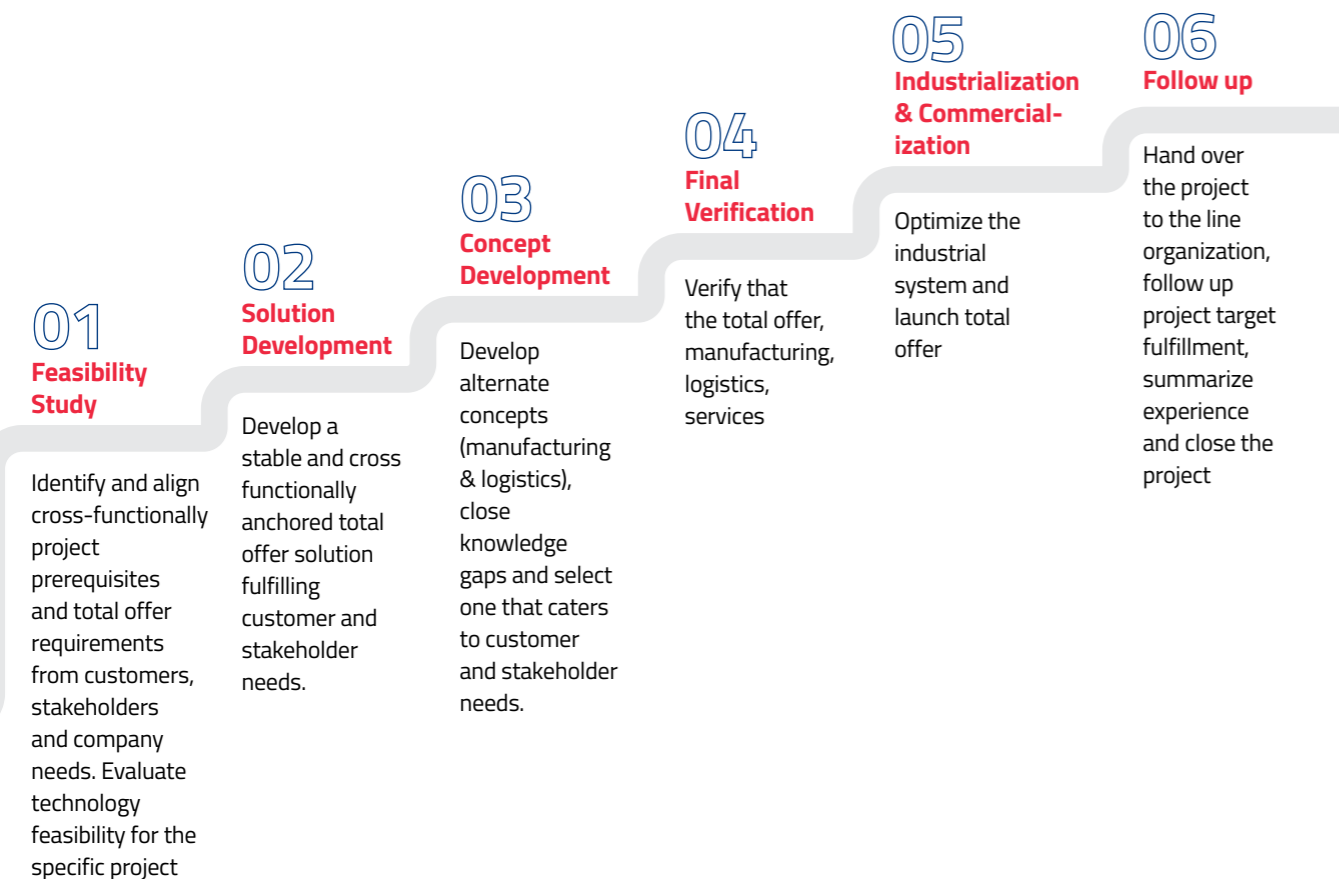 01
Feasibility
Study
Identify and align
cross-functionally
project
prerequisites
and total offer
requirements
from customers,
stakeholders
and company
needs. Evaluate
technology
feasibility for the
specific project
02
Solution
Development
Develop a
stable and cross
functionally
anchored total
offer solution
fulfilling
customer and
stakeholder
needs.
03
Concept
Development
Develop
alternate
concepts
(manufacturing
& logistics),
close
knowledge
gaps and select
one that caters
to customer
and stakeholder
needs.
04
Final
Verification
Verify that
the total offer,
manufacturing,
logistics,
services
05
Industrialization
& Commercial-
ization
Optimize the
industrial
system and
launch total
offer
06
Follow up
Hand over
the project
to the line
organization,
follow up
project target
fulfillment,
summarize
experience
and close the
project